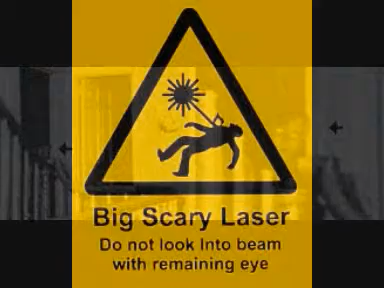 Big Scary Laser
Do not look Into beam
with remaining eye